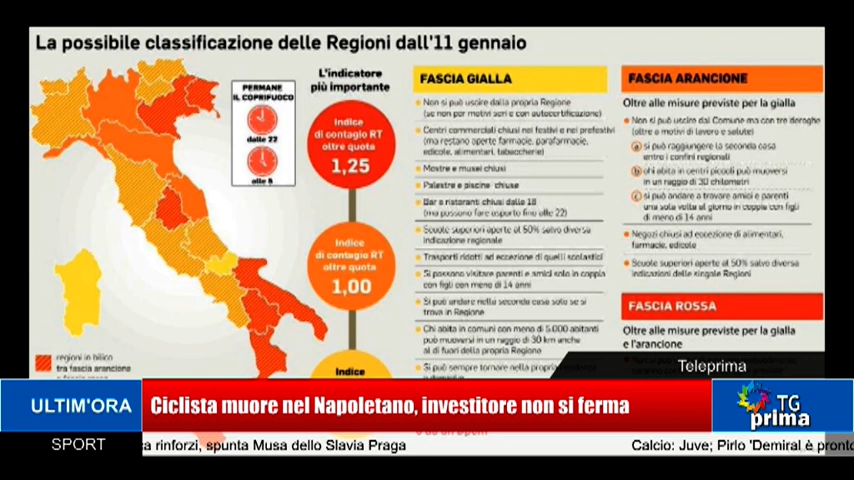 La possibile classificazione delle Regioni dall'11 gennaio
PERMANE
IL COPRIFUOCO
dalle 22
alle 5
L'indicatore
più importante
Indice
di contagio RT
oltre quota
1,25
Indice
di contagio RT
oltre quota
1,00
Indice
regioni in bilico
tra fascia arancione
FASCIA GIALLA
Non si può uscire dalla propria Regione
(se non per motivi seri e con autocertificazione)
Centri commerciali chiusi nei festivi e nei prefestivi
(ma restano aperte farmacie, parafarmacie,
edicole, alimentari, tabaccherie)
Mostre e musei chiusi
Palestre e piscine chiuse
Bar e ristoranti chiusi dalle 18
(ma possono fare asporto fino alle 22)
Scuole superiori aperte al 50% salvo diversa
indicazione regionale
Trasporti ridotti ad eccezione di quelli scolastici
Si possono visitare parenti e amici solo in coppia
con figli con meno di 14 anni
Si può andare nella seconda casa solo se si
trova in Regione
Chi abita in comuni con meno di 5.000 abitanti
può muoversi in un raggio di 30 km anche
al di fuori della propria Regione
Si può sempre tornare nella propria
FASCIA ARANCIONE
Oltre alle misure previste per la gialla
Non si può uscire dal Comune ma con tre deroghe
(oltre a motivi di lavoro e salute)
a si può raggiungere la seconda casa
entro i confini regionali
b chi abita in centri piccoli può muoversi
in un raggio di 30 chilometri
c si può andare a trovare amici e parenti
una sola volta al giorno in coppia con figli
di meno di 14 anni
Negozi chiusi ad eccezione di alimentari,
farmacie, edicole
Scuole superiori aperte al 50% salvo diversa
indicazioni delle singole Regioni
FASCIA ROSSA
Oltre alle misure previste per la gialla
e l'arancione
Teleprima
ULTIM'ORA
Ciclista muore nel Napoletano, investitore non si ferma
TG
prima
SPORT
a rinforzi, spunta Musa dello Slavia Praga
Calcio: Juve; Pirlo 'Demiral è pronto